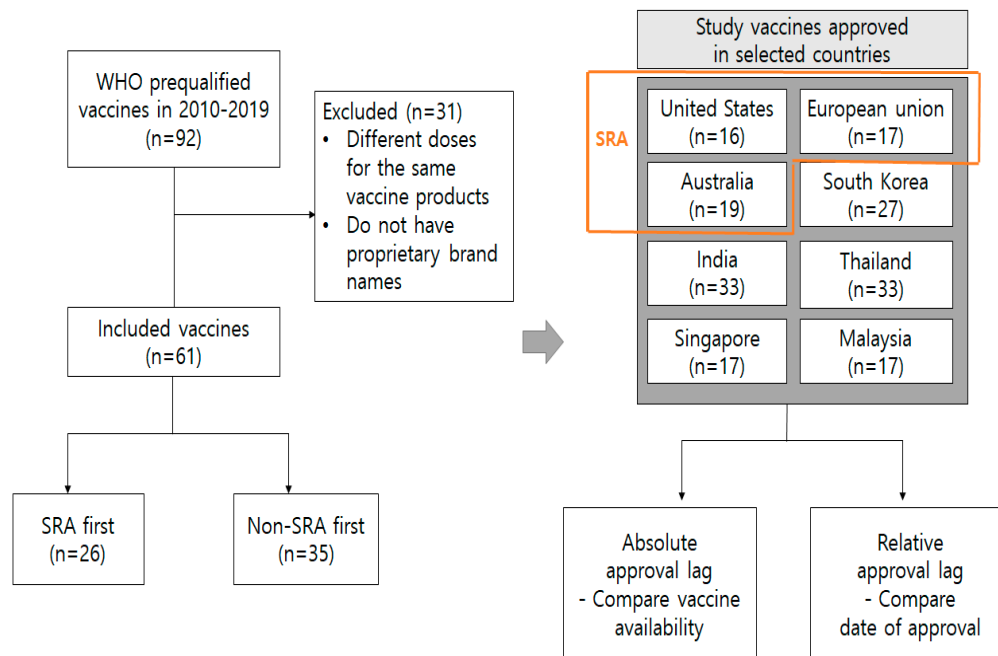 WHO prequalified
vaccines in 2010-2019
(n=92)
Excluded (n=31)
• Different doses
for the same
vaccine products
• Do not have
proprietary brand
names
Included vaccines
(n=61)
SRA first
(n=26)
Non-SRA first
(n=35)
Study vaccines approved
in selected countries
SRA
United States
(n=16)
European union
(n=17)
Australia
(n=19)
South Korea
(n=27)
India
(n=33)
Thailand
(n=33)
Singapore
(n=17)
Malaysia
(n=17)
Absolute
approval lag
- Compare vaccine
availability
Relative
approval lag
- Compare
date of approval